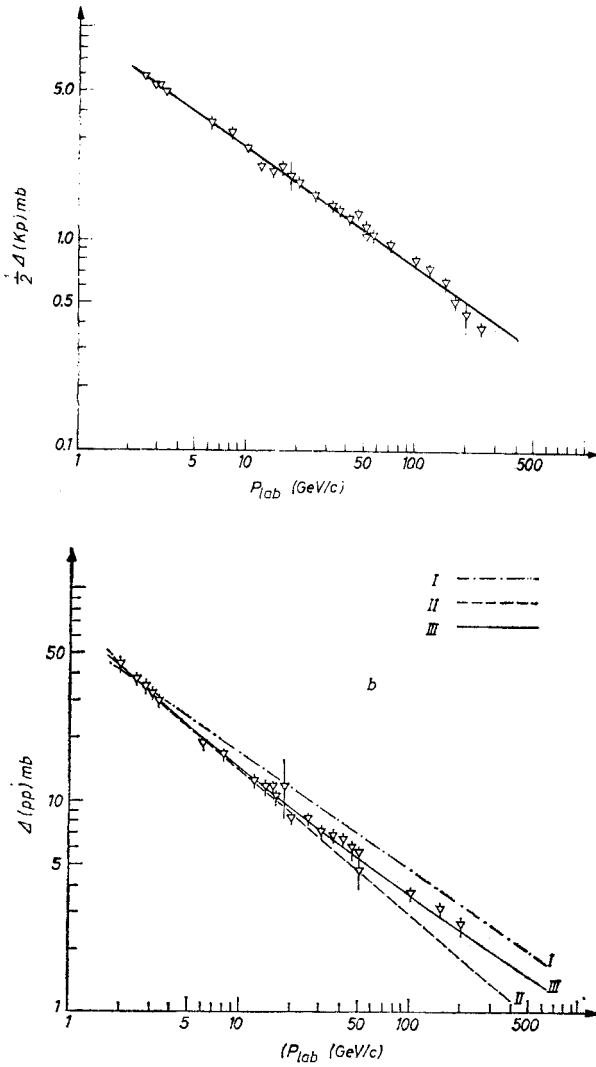 5.0
1.0
0.5
0.1
½ Δ(Kp) mb
1 5 10 50 100 500
P_lab (GeV/c)
I
II
III
b
50
10
5
1
Δ(pp) mb
I
III
II
1 5 10 50 100 500
(P_lab (GeV/c)